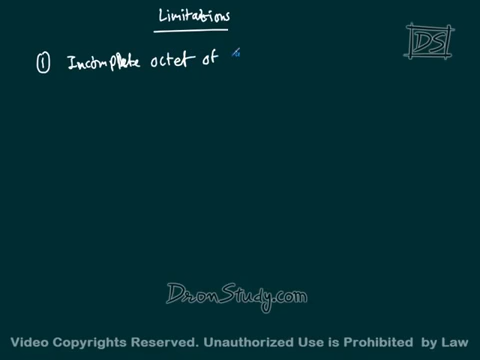 Limitations
DS
① Incomplete octet of
DronStudy.com
Video Copyrights Reserved. Unauthorized Use is Prohibited by Law